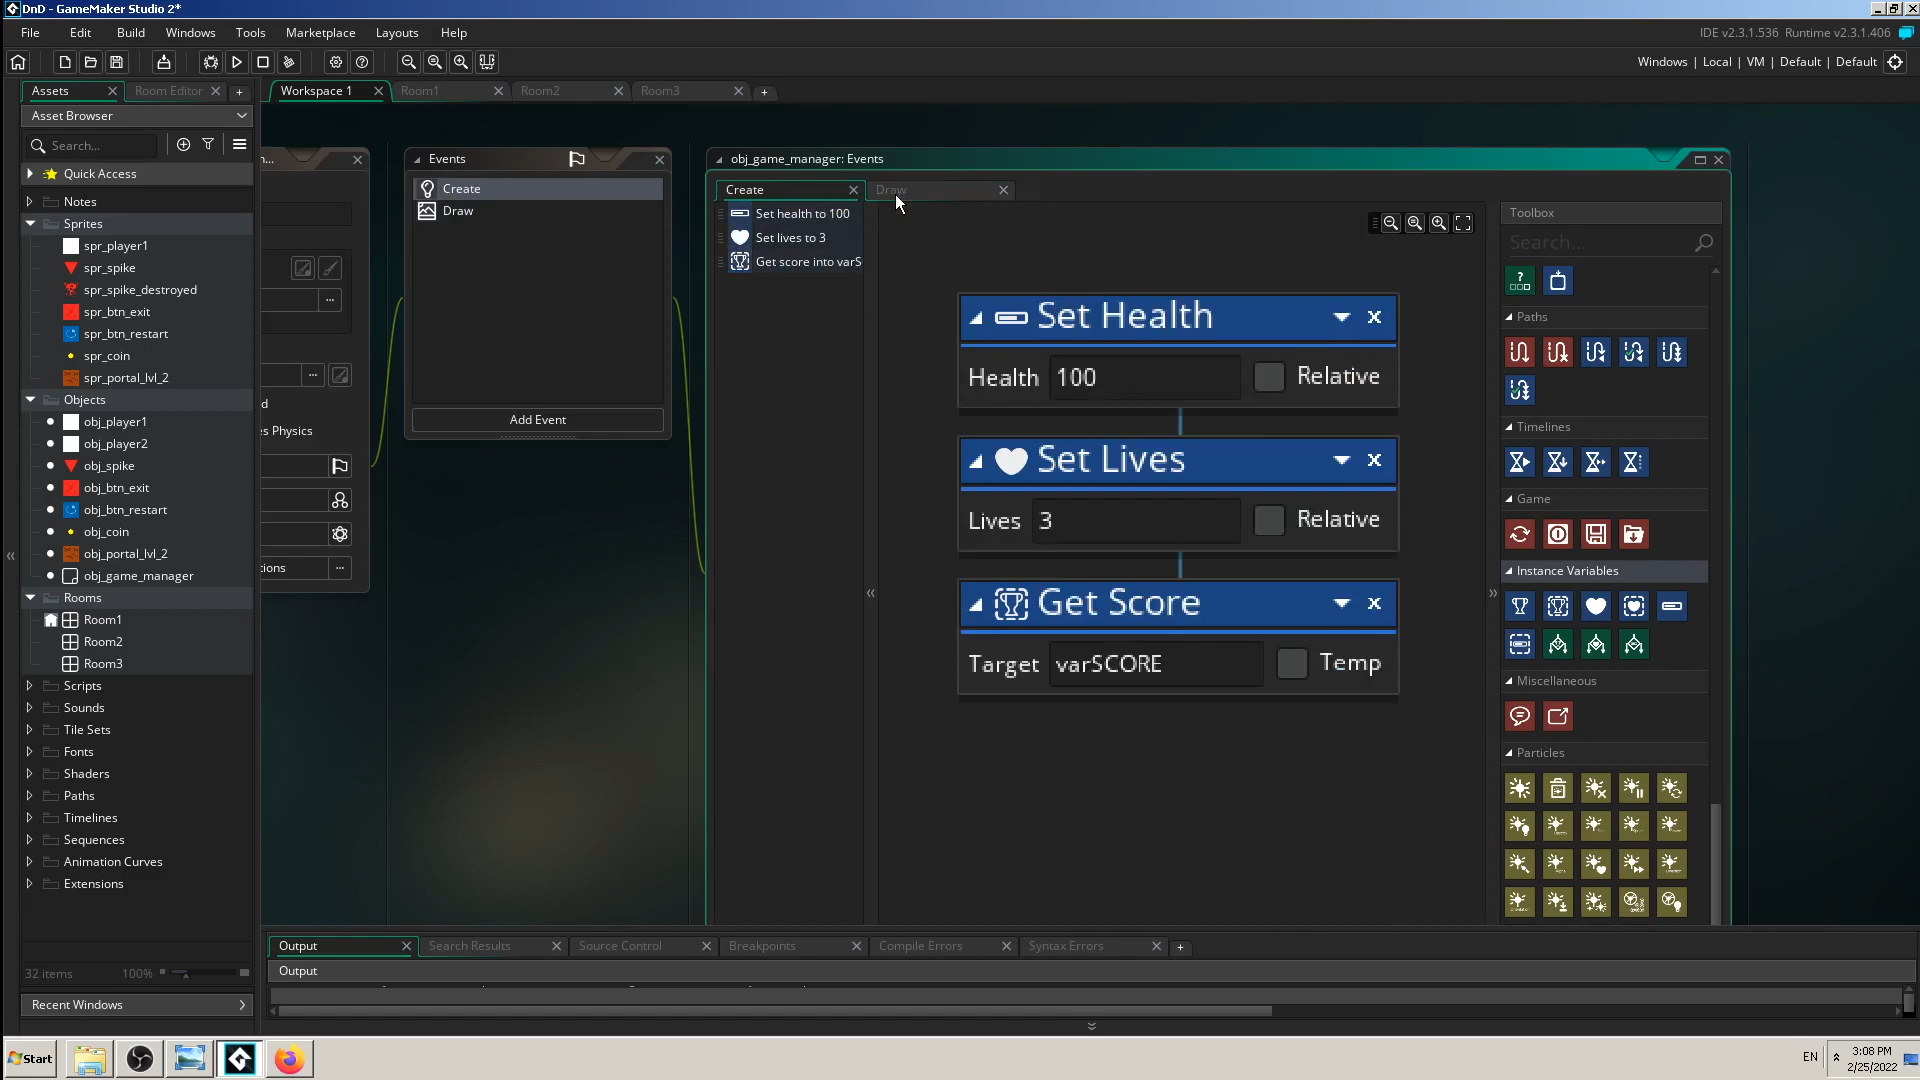 DnD - GameMaker Studio 2*
File Edit Build Windows Tools Marketplace Layouts Help
IDE v2.3.1.536 Runtime v2.3.1.406
Windows | Local | VM | Default | Default
Assets
Room Editor
Workspace 1
Room1
Room2
Room3
Asset Browser
Search...
Quick Access
Notes
Sprites
spr_player1
spr_spike
spr_spike_destroyed
spr_btn_exit
spr_btn_restart
spr_coin
spr_portal_lvl_2
Objects
obj_player1
obj_player2
obj_spike
obj_btn_exit
obj_btn_restart
obj_coin
obj_portal_lvl_2
obj_game_manager
Rooms
Room1
Room2
Room3
Scripts
Sounds
Tile Sets
Fonts
Shaders
Paths
Timelines
Sequences
Animation Curves
Extensions
32 items
100%
Recent Windows
n...
d
s Physics
tions
Events
Create
Draw
Add Event
obj_game_manager: Events
Create
Draw
Set health to 100
Set lives to 3
Get score into varS
Set Health
Health 100 Relative
Set Lives
Lives 3 Relative
Get Score
Target varSCORE Temp
Toolbox
Search...
Paths
Timelines
Game
Instance Variables
Miscellaneous
Particles
Output
Search Results
Source Control
Breakpoints
Compile Errors
Syntax Errors
Output
Start
EN
3:08 PM
2/25/2022